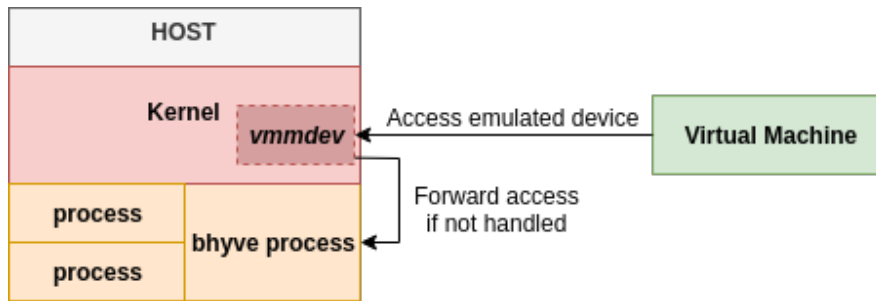 HOST
Kernel
vmmdev
Access emulated device
Virtual Machine
Forward access
if not handled
process
bhyve process
process